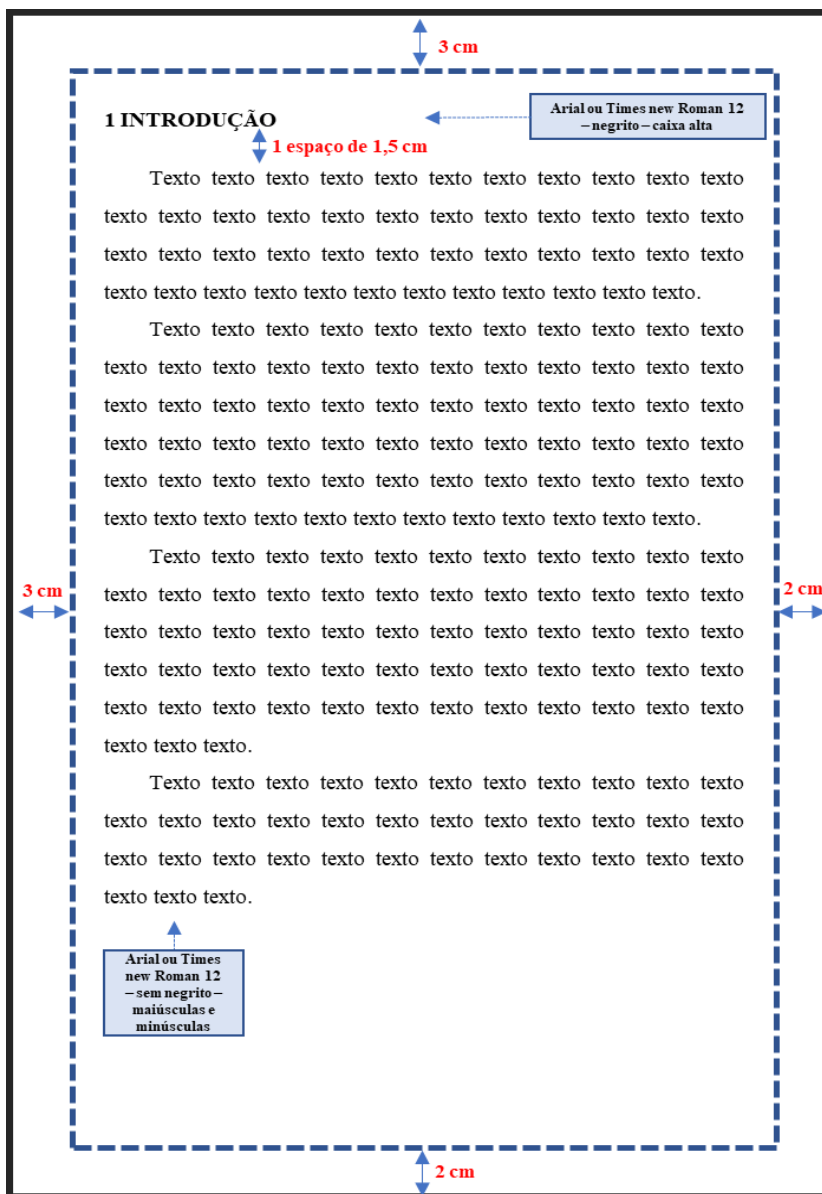 3 cm
Arial ou Times new Roman 12
– negrito – caixa alta
1 INTRODUÇÃO
1 espaço de 1,5 cm
Texto texto texto texto texto texto texto texto texto texto texto
texto texto texto texto texto texto texto texto texto texto texto texto
texto texto texto texto texto texto texto texto texto texto texto texto
texto texto texto texto texto texto texto texto texto texto texto texto.
Texto texto texto texto texto texto texto texto texto texto texto
texto texto texto texto texto texto texto texto texto texto texto texto
texto texto texto texto texto texto texto texto texto texto texto texto
texto texto texto texto texto texto texto texto texto texto texto texto
texto texto texto texto texto texto texto texto texto texto texto texto
texto texto texto texto texto texto texto texto texto texto texto texto.
Texto texto texto texto texto texto texto texto texto texto texto
texto texto texto texto texto texto texto texto texto texto texto texto
3 cm
2 cm
texto texto texto texto texto texto texto texto texto texto texto texto
texto texto texto texto texto texto texto texto texto texto texto texto
texto texto texto texto texto texto texto texto texto texto texto texto
texto texto texto.
Texto texto texto texto texto texto texto texto texto texto texto
texto texto texto texto texto texto texto texto texto texto texto texto
texto texto texto texto texto texto texto texto texto texto texto texto
texto texto texto.
Arial ou Times
new Roman 12
– sem negrito –
maiúsculas e
minúsculas
2 cm